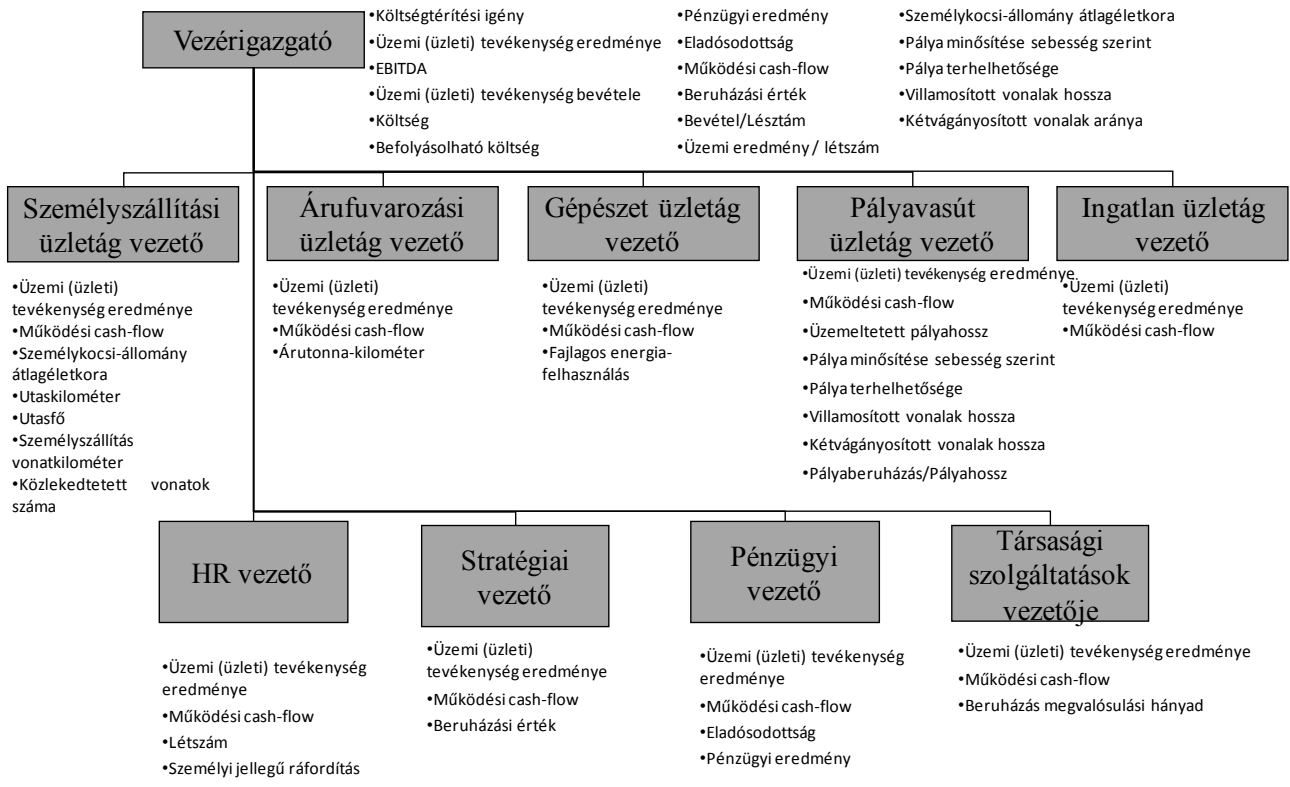 Vezérigazgató
•Költségtérítési igény
•Üzemi (üzleti) tevékenység eredménye
•EBITDA
•Üzemi (üzleti) tevékenység bevétele
•Költség
•Befolyásolható költség
•Pénzügyi eredmény
•Eladósodottság
•Működési cash-flow
•Beruházási érték
•Bevétel/Lésztám
•Üzemi eredmény / létszám
•Személykocsi-állomány átlagéletkora
•Pálya minősítése sebesség szerint
•Pálya terhelhetősége
•Villamosított vonalak hossza
•Kétvágányosított vonalak aránya
Személyszállítási
üzletág vezető
•Üzemi (üzleti)
tevékenység eredménye
•Működési cash-flow
•Személykocsi-állomány
átlagéletkora
•Utaskilométer
•Utasfő
•Személyszállítás
vonatkilométer
•Közlekedtetett vonatok
száma
Árufuvarozási
üzletág vezető
•Üzemi (üzleti)
tevékenység eredménye
•Működési cash-flow
•Árutonna-kilométer
Gépészet üzletág
vezető
•Üzemi (üzleti)
tevékenység eredménye
•Működési cash-flow
•Fajlagos energia-
felhasználás
Pályavasút
üzletág vezető
•Üzemi (üzleti) tevékenység eredménye
•Működési cash-flow
•Üzemeltetett pályahossz
•Pálya minősítése sebesség szerint
•Pálya terhelhetősége
•Villamosított vonalak hossza
•Kétvágányosított vonalak hossza
•Pályaberuházás/Pályahossz
Ingatlan üzletág
vezető
•Üzemi (üzleti)
tevékenység eredménye
•Működési cash-flow
HR vezető
•Üzemi (üzleti) tevékenység
eredménye
•Működési cash-flow
•Létszám
•Személyi jellegű ráfordítás
Stratégiai
vezető
•Üzemi (üzleti)
tevékenység eredménye
•Működési cash-flow
•Beruházási érték
Pénzügyi
vezető
•Üzemi (üzleti) tevékenység
eredménye
•Működési cash-flow
•Eladósodottság
•Pénzügyi eredmény
Társasági
szolgáltatások
vezetője
•Üzemi (üzleti) tevékenység eredménye
•Működési cash-flow
•Beruházás megvalósulási hányad